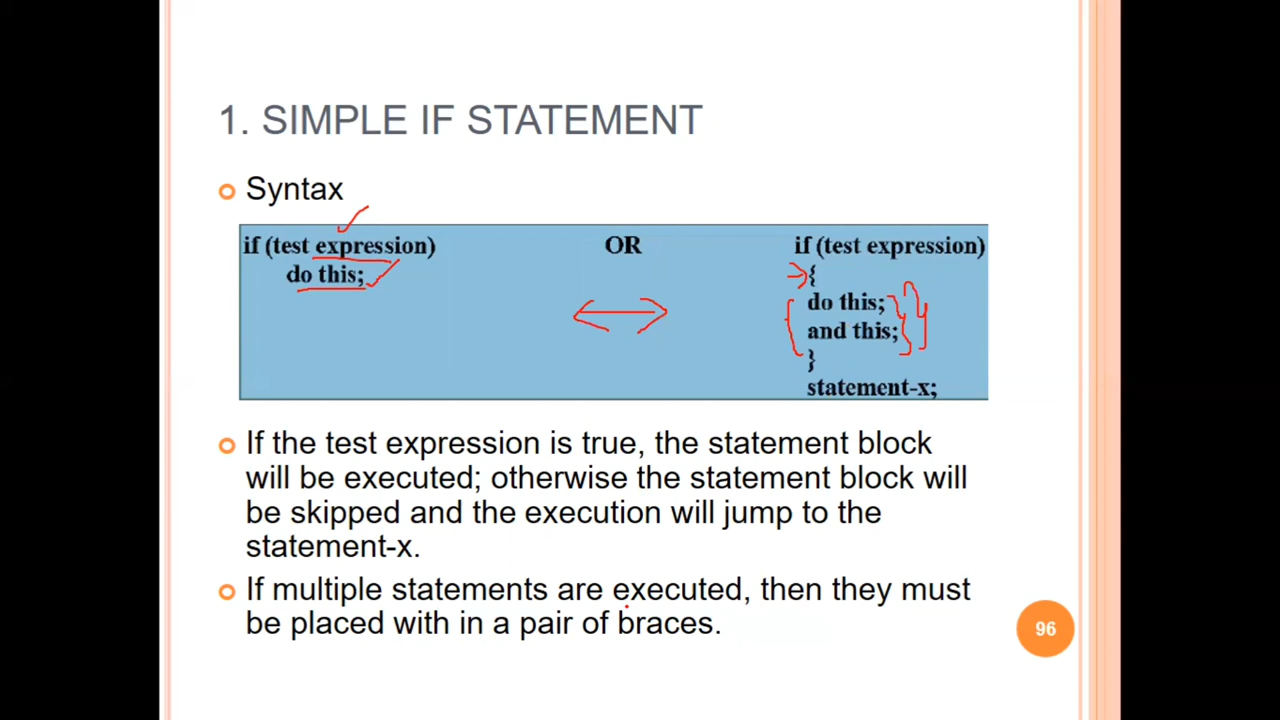 1. SIMPLE IF STATEMENT
Syntax
if (test expression)
do this;
OR
if (test expression)
{
do this;
and this;
}
statement-x;
If the test expression is true, the statement block
will be executed; otherwise the statement block will
be skipped and the execution will jump to the
statement-x.
If multiple statements are executed, then they must
be placed with in a pair of braces.
96